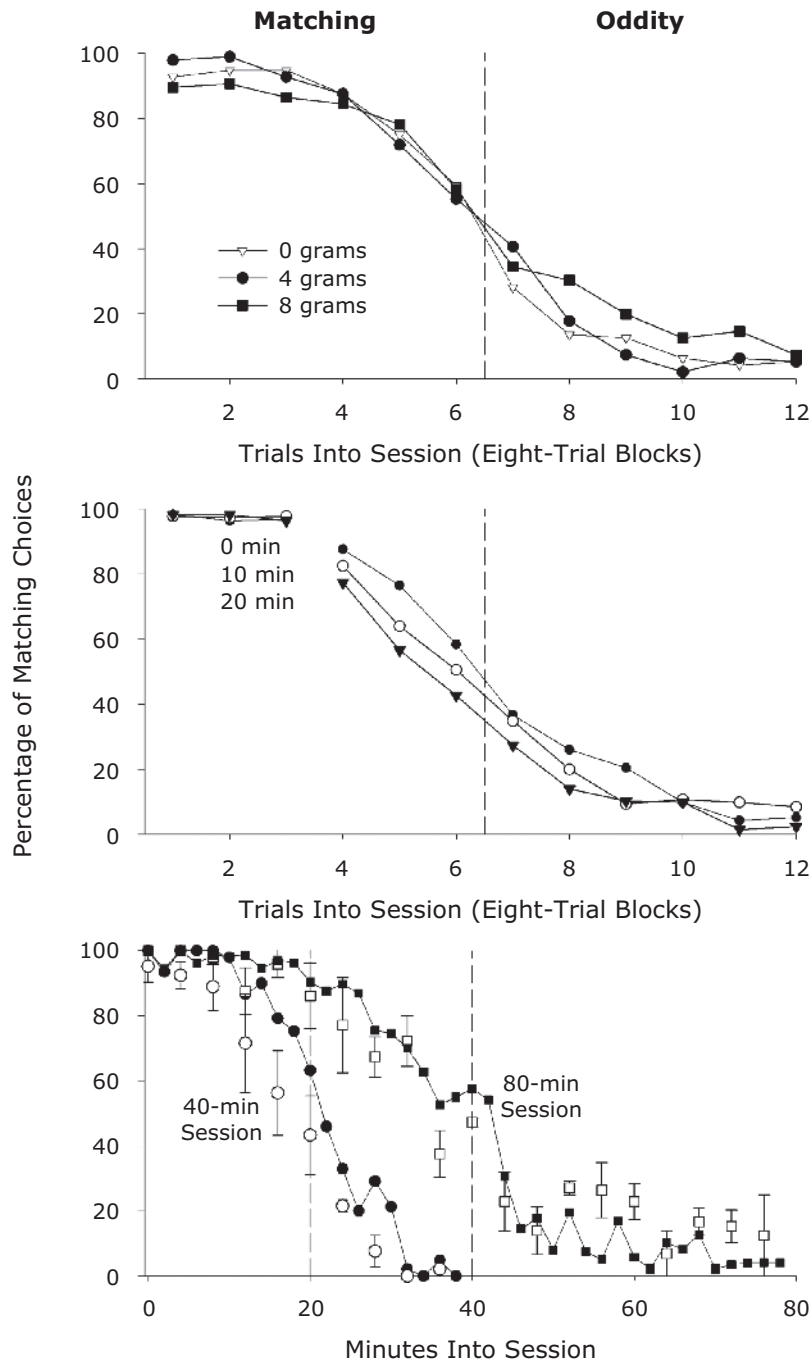 Matching Oddity
100
80
60
40
20
0
0 grams
4 grams
8 grams
2 4 6 8 10 12
Trials Into Session (Eight-Trial Blocks)
Percentage of Matching Choices
100
80
60
40
20
0
0 min
10 min
20 min
2 4 6 8 10 12
Trials Into Session (Eight-Trial Blocks)
100
80
60
40
20
0
40-min
Session
80-min
Session
0 20 40 60 80
Minutes Into Session